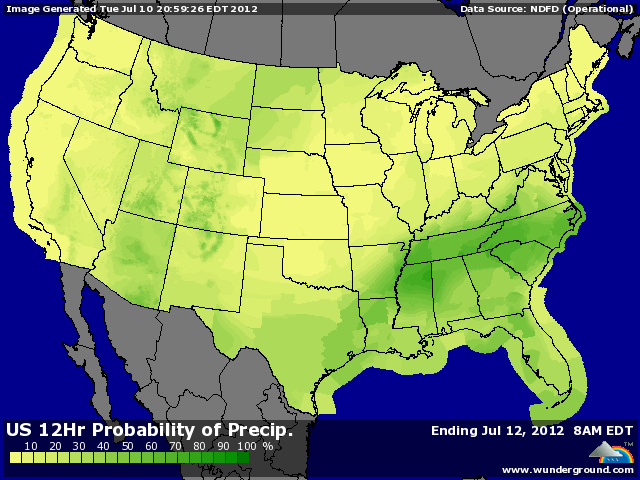 Image Generated Tue Jul 10 20:59:26 EDT 2012 Data Source: NDFD (Operational)
US 12Hr Probability of Precip. Ending Jul 12, 2012 8AM EDT
10 20 30 40 50 60 70 80 90 100 %
TM
www.wunderground.com